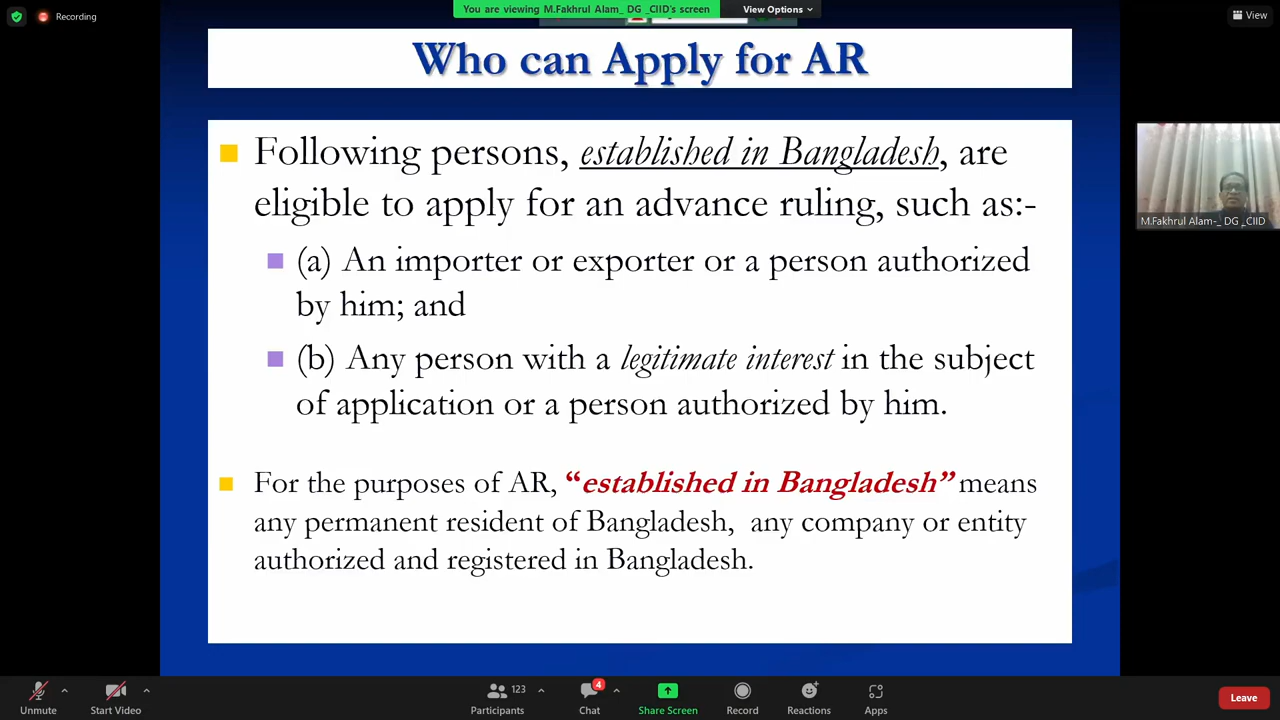 You are viewing M.Fakhrul Alam_ DG _CIID's screen
View Options
Recording
View
Who can Apply for AR
Following persons, established in Bangladesh, are
eligible to apply for an advance ruling, such as:-
(a) An importer or exporter or a person authorized
by him; and
(b) Any person with a legitimate interest in the subject
of application or a person authorized by him.
For the purposes of AR, “established in Bangladesh” means
any permanent resident of Bangladesh, any company or entity
authorized and registered in Bangladesh.
M.Fakhrul Alam-_ DG _CIID
Unmute
Start Video
123
Participants
4
Chat
Share Screen
Record
Reactions
Apps
Leave